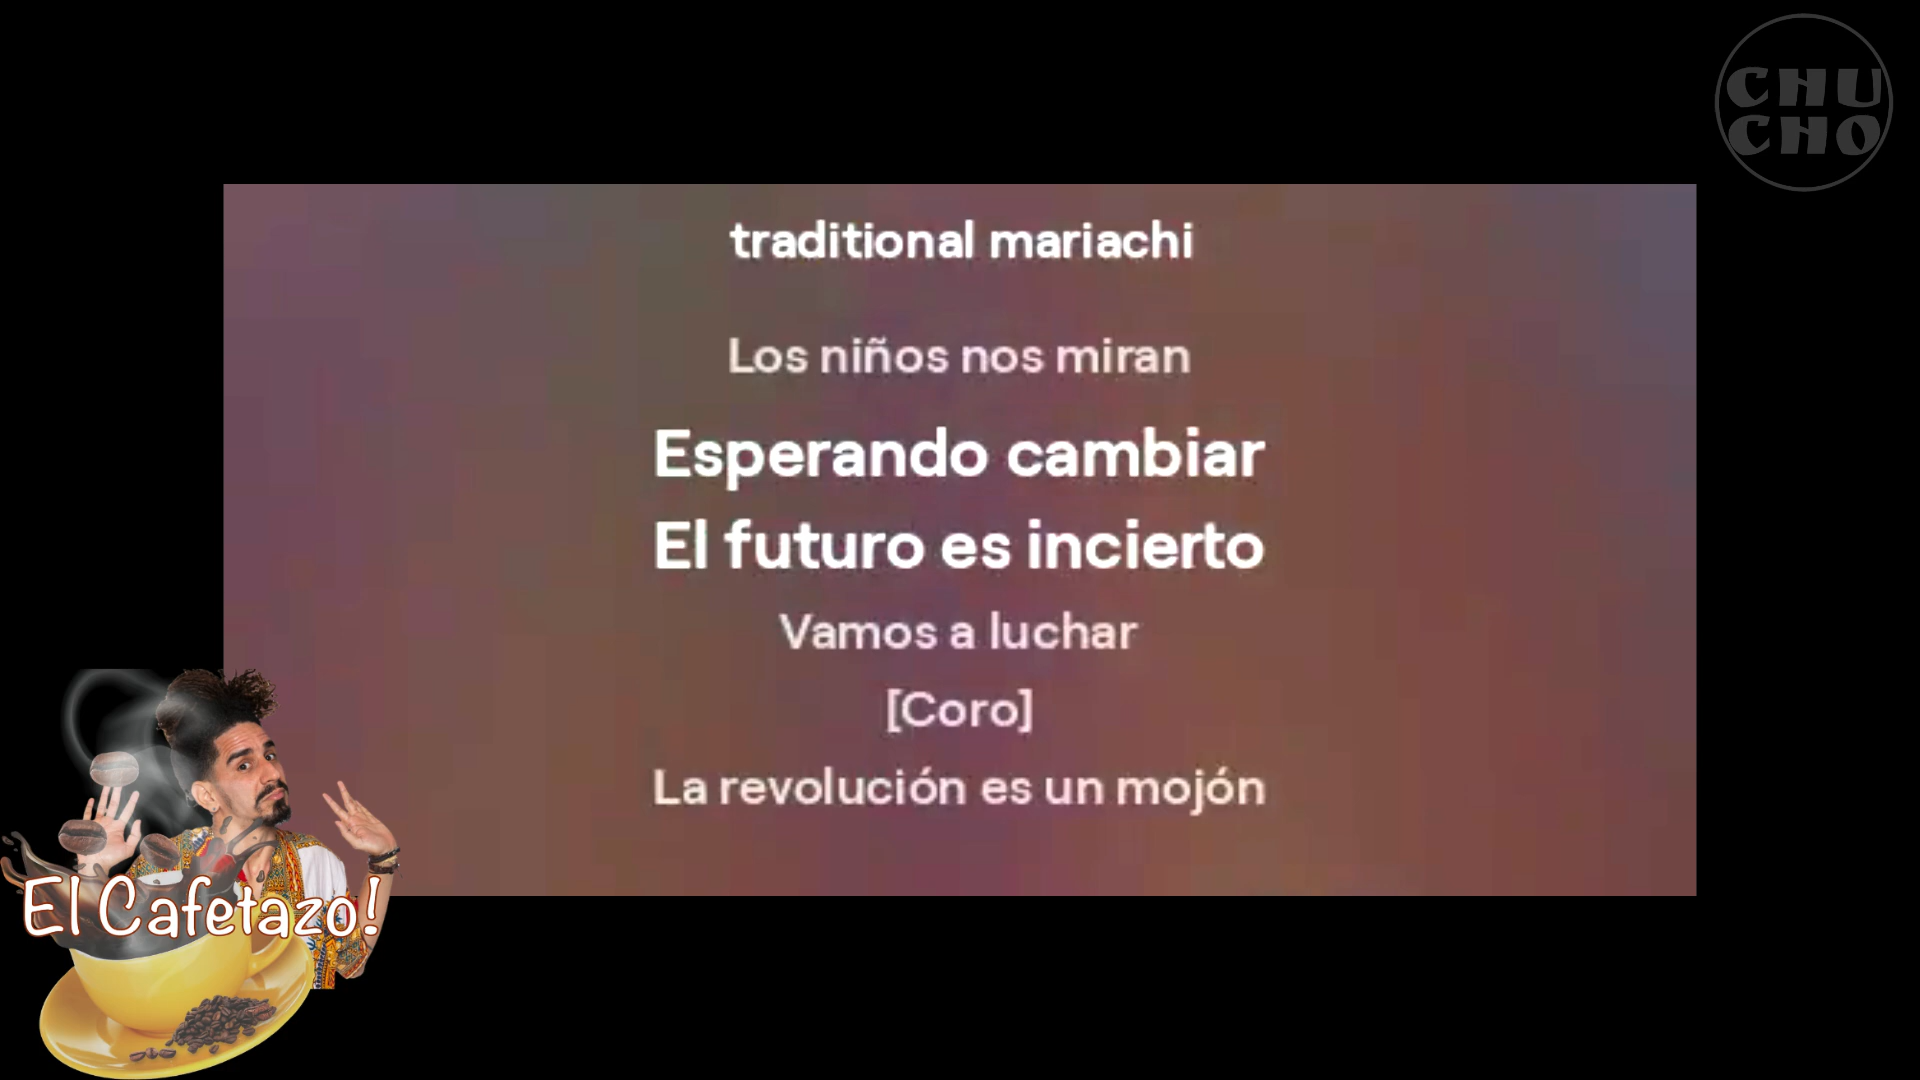 CHU
CHO
traditional mariachi
Los niños nos miran
Esperando cambiar
El futuro es incierto
Vamos a luchar
[Coro]
La revolución es un mojón
El Cafetazo!